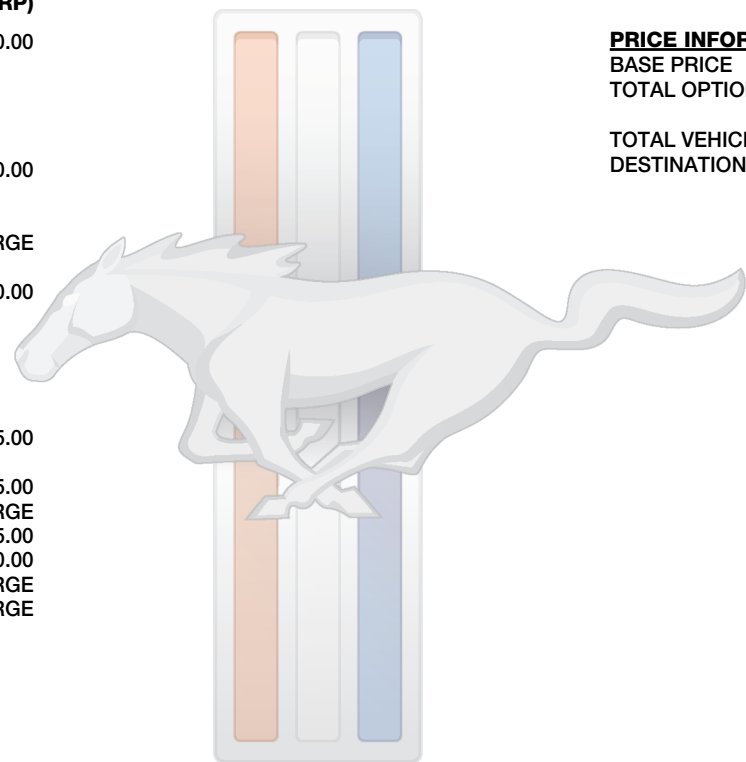 RP)
0.00
0.00
RGE
0.00
5.00
5.00
RGE
5.00
0.00
RGE
RGE
PRICE INFOR
BASE PRICE
TOTAL OPTIO
TOTAL VEHICI
DESTINATION